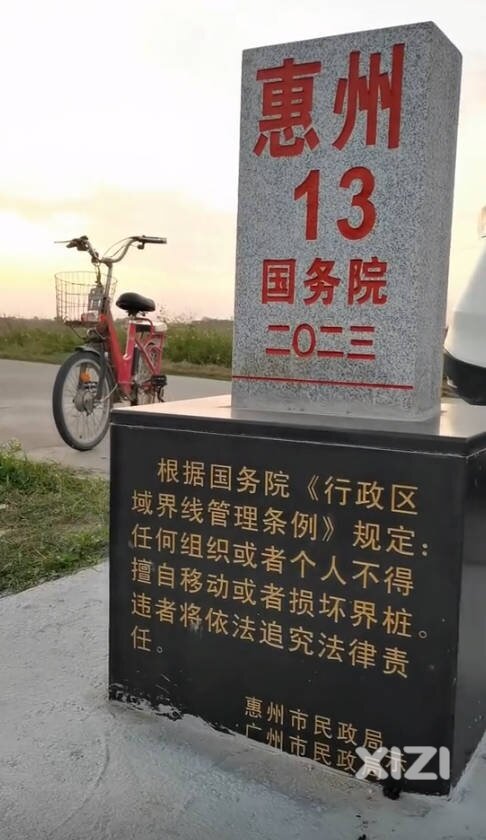 惠州
13
国务院
二〇二三
根据国务院《行政区
域界线管理条例》规定：
任何组织或者个人不得
擅自移动或者损坏界桩。
违者将依法追究法律责
任。
惠州市民政局
广州市民政
XIZI